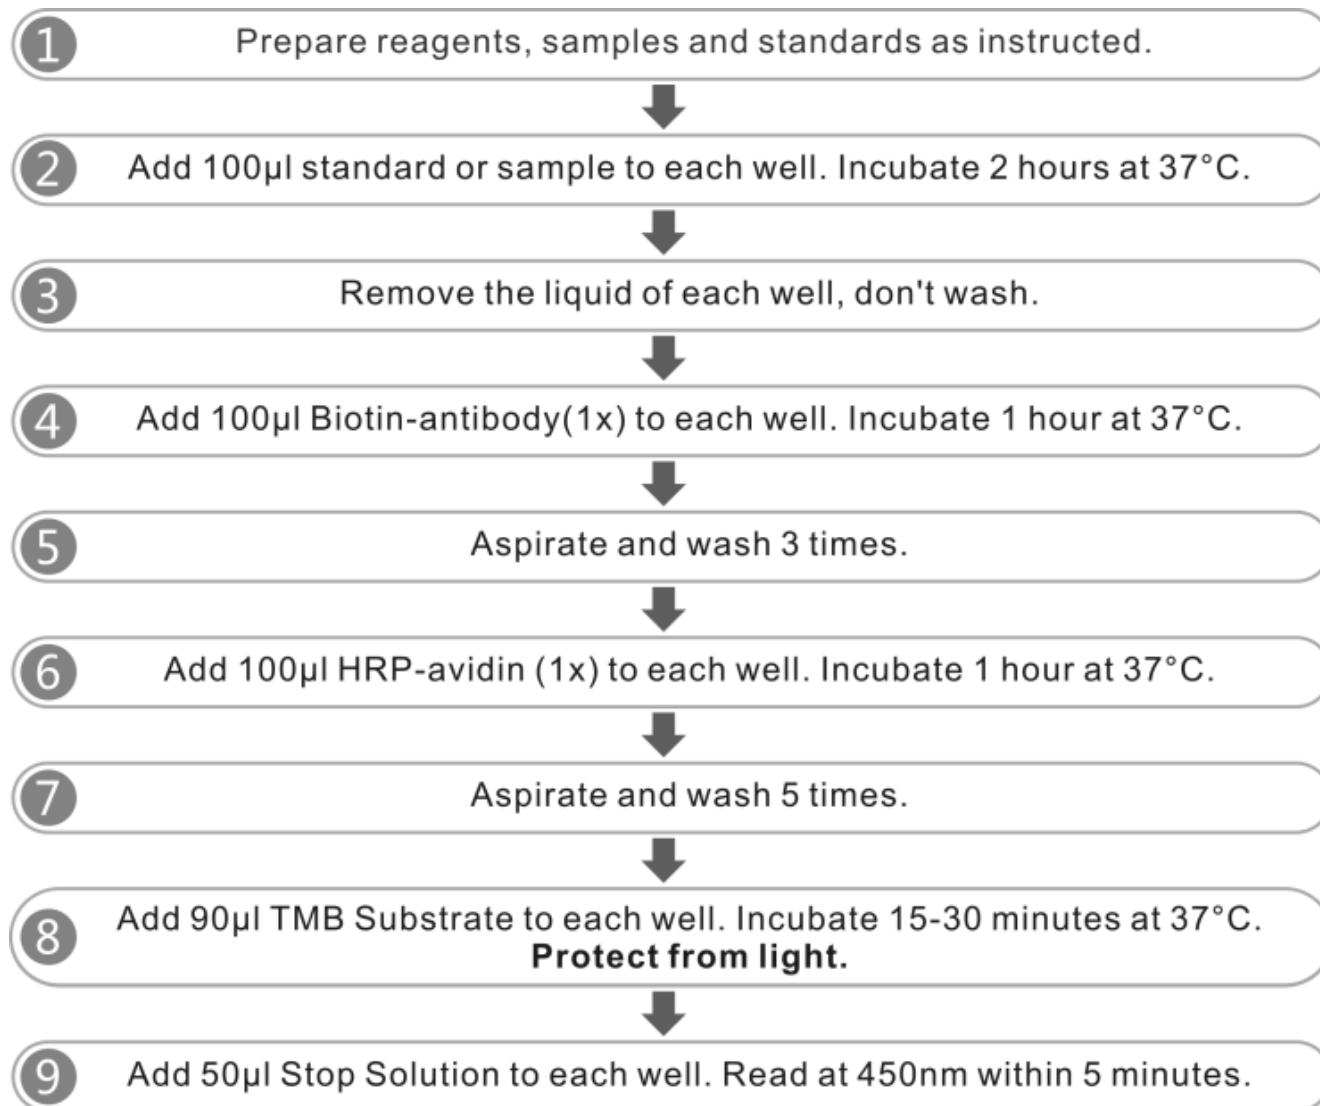 1 Prepare reagents, samples and standards as instructed.
2 Add 100µl standard or sample to each well. Incubate 2 hours at 37°C.
3 Remove the liquid of each well, don't wash.
4 Add 100µl Biotin-antibody(1x) to each well. Incubate 1 hour at 37°C.
5 Aspirate and wash 3 times.
6 Add 100µl HRP-avidin (1x) to each well. Incubate 1 hour at 37°C.
7 Aspirate and wash 5 times.
8 Add 90µl TMB Substrate to each well. Incubate 15-30 minutes at 37°C.
Protect from light.
9 Add 50µl Stop Solution to each well. Read at 450nm within 5 minutes.